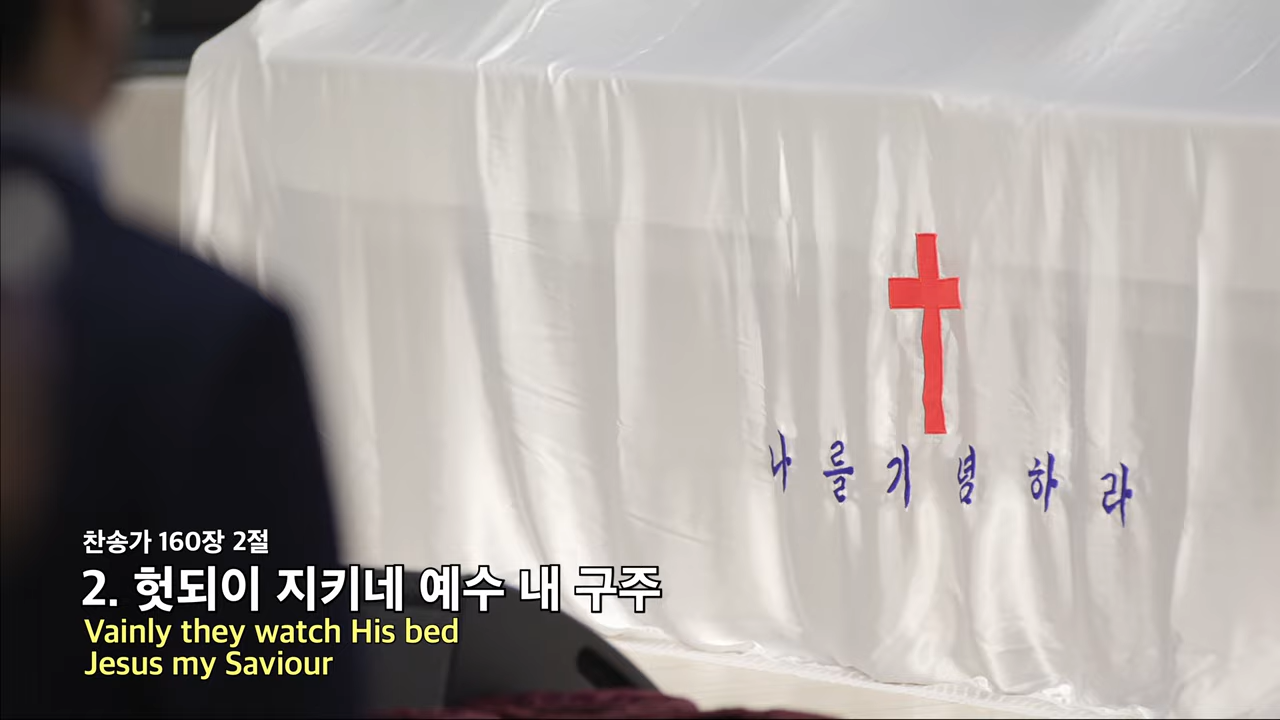 나를기념하라
찬송가 160장 2절
2. 헛되이 지키네 예수 내 구주
Vainly they watch His bed
Jesus my Saviour